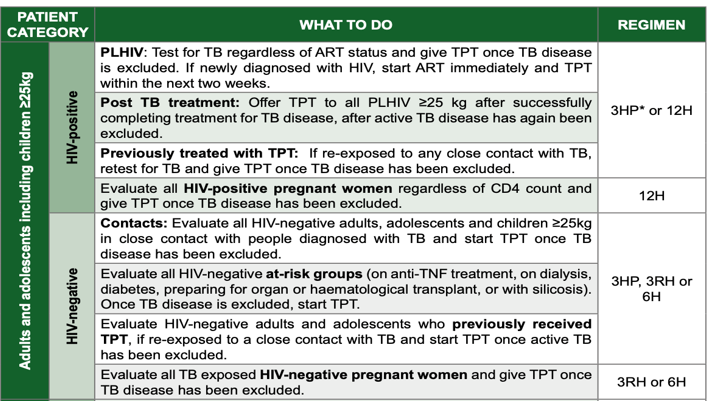 PATIENT
CATEGORY
WHAT TO DO
REGIMEN
Adults and adolescents including children ≥25kg
HIV-positive
PLHIV: Test for TB regardless of ART status and give TPT once TB disease
is excluded. If newly diagnosed with HIV, start ART immediately and TPT
within the next two weeks.
Post TB treatment: Offer TPT to all PLHIV ≥25 kg after successfully
completing treatment for TB disease, after active TB disease has again been
excluded.
Previously treated with TPT: If re-exposed to any close contact with TB,
retest for TB and give TPT once TB disease has been excluded.
3HP* or 12H
Evaluate all HIV-positive pregnant women regardless of CD4 count and
give TPT once TB disease has been excluded.
12H
HIV-negative
Contacts: Evaluate all HIV-negative adults, adolescents and children ≥25kg
in close contact with people diagnosed with TB and start TPT once TB
disease has been excluded.
Evaluate all HIV-negative at-risk groups (on anti-TNF treatment, on dialysis,
diabetes, preparing for organ or haematological transplant, or with silicosis).
Once TB disease is excluded, start TPT.
Evaluate HIV-negative adults and adolescents who previously received
TPT, if re-exposed to a close contact with TB and start TPT once active TB
has been excluded.
3HP, 3RH or
6H
Evaluate all TB exposed HIV-negative pregnant women and give TPT once
TB disease has been excluded.
3RH or 6H